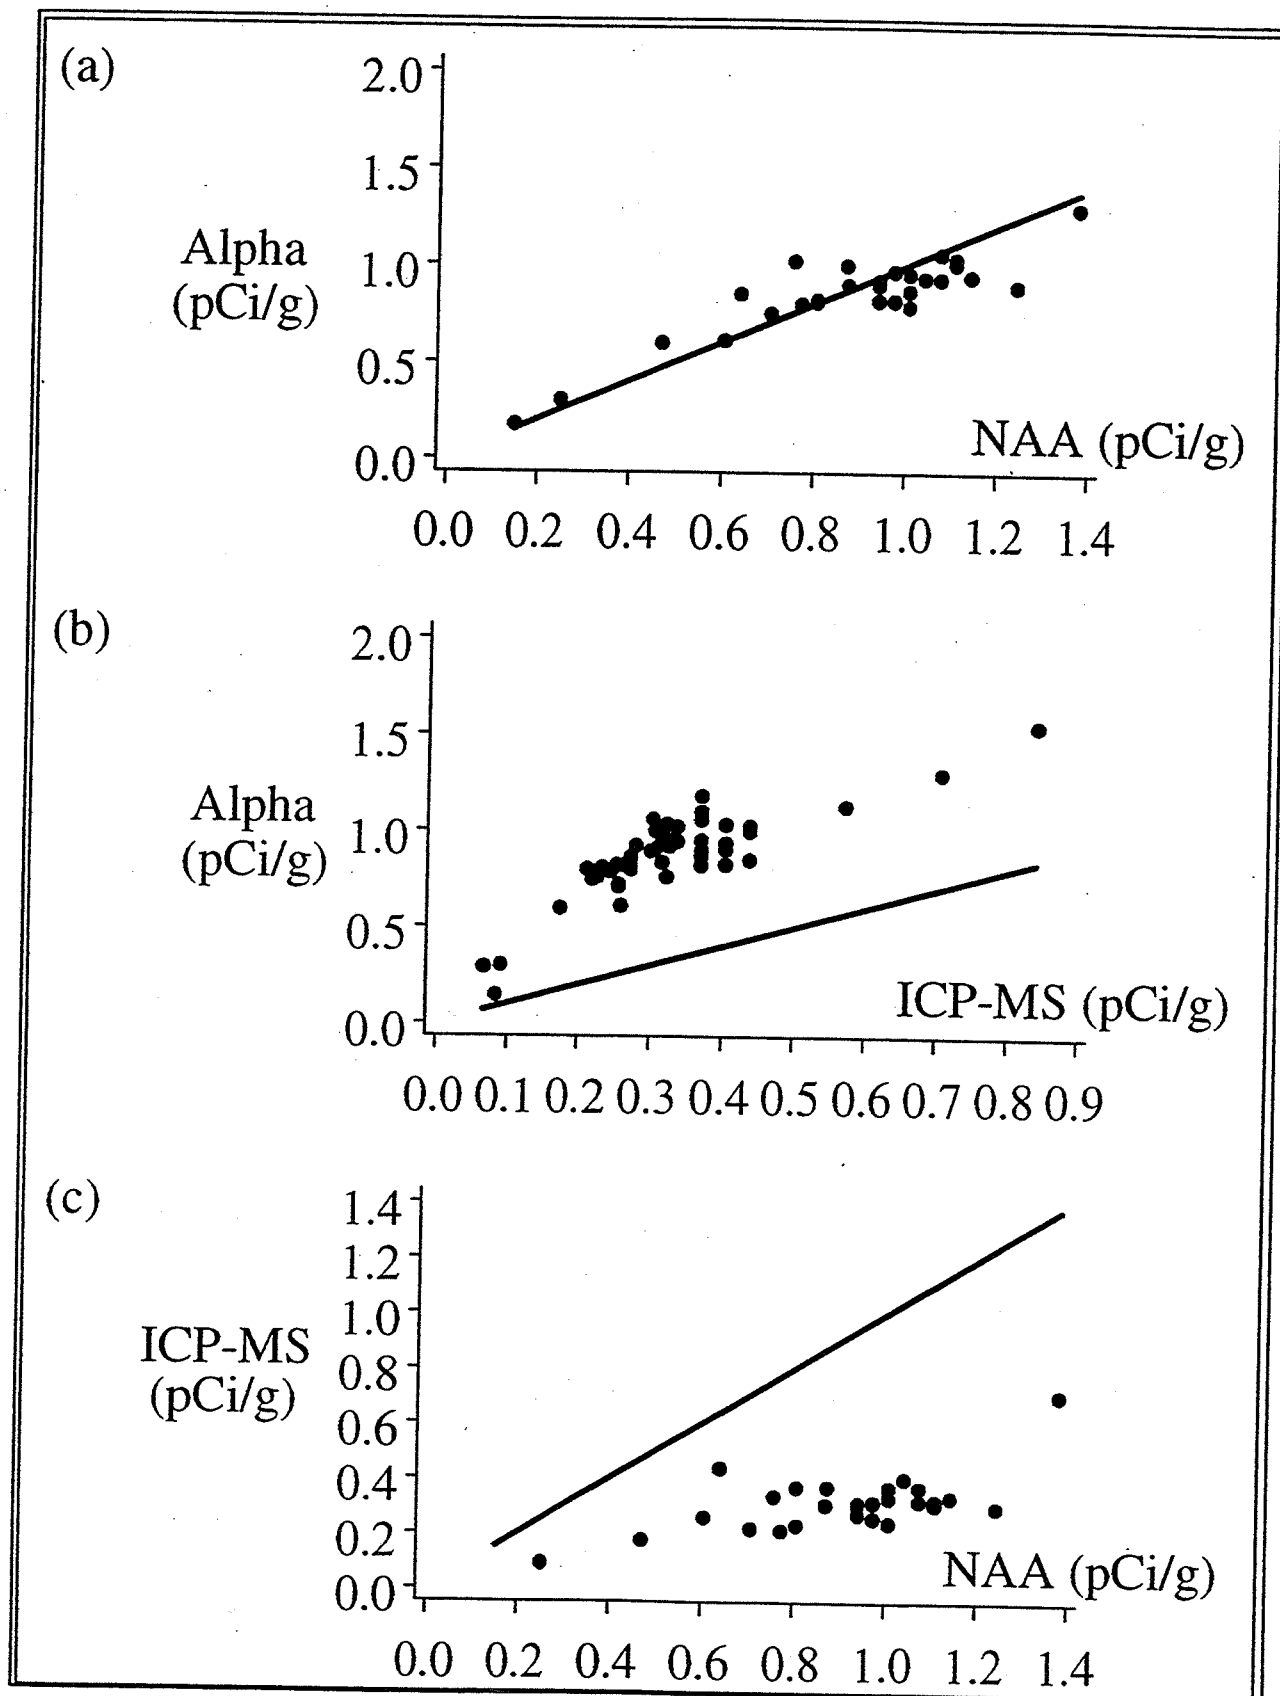 (a)
2.0
1.5
Alpha
(pCi/g)
1.0
0.5
0.0
NAA (pCi/g)
0.0 0.2 0.4 0.6 0.8 1.0 1.2 1.4
(b)
2.0
1.5
Alpha
(pCi/g)
1.0
0.5
0.0
ICP-MS (pCi/g)
0.0 0.1 0.2 0.3 0.4 0.5 0.6 0.7 0.8 0.9
(c)
1.4
1.2
1.0
ICP-MS
(pCi/g)
0.8
0.6
0.4
0.2
0.0
NAA (pCi/g)
0.0 0.2 0.4 0.6 0.8 1.0 1.2 1.4